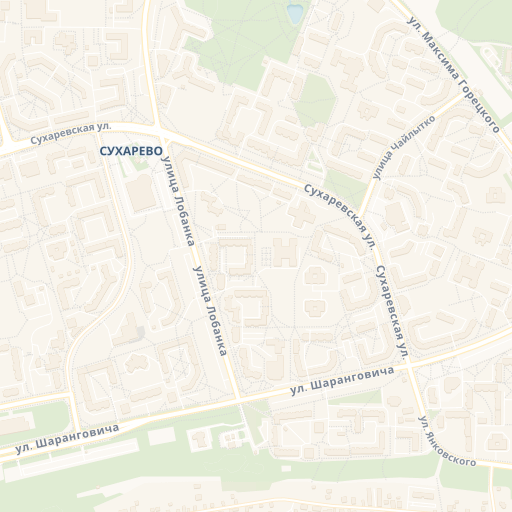 ул. Максима Горецкого
улица Чайлытко
Сухаревская ул.
СУХАРЕВО
улица Лобанка
Сухаревская ул.
улица Лобанка
Сухаревская ул.
ул. Шаранговича
ул. Шаранговича
ул. Янковского